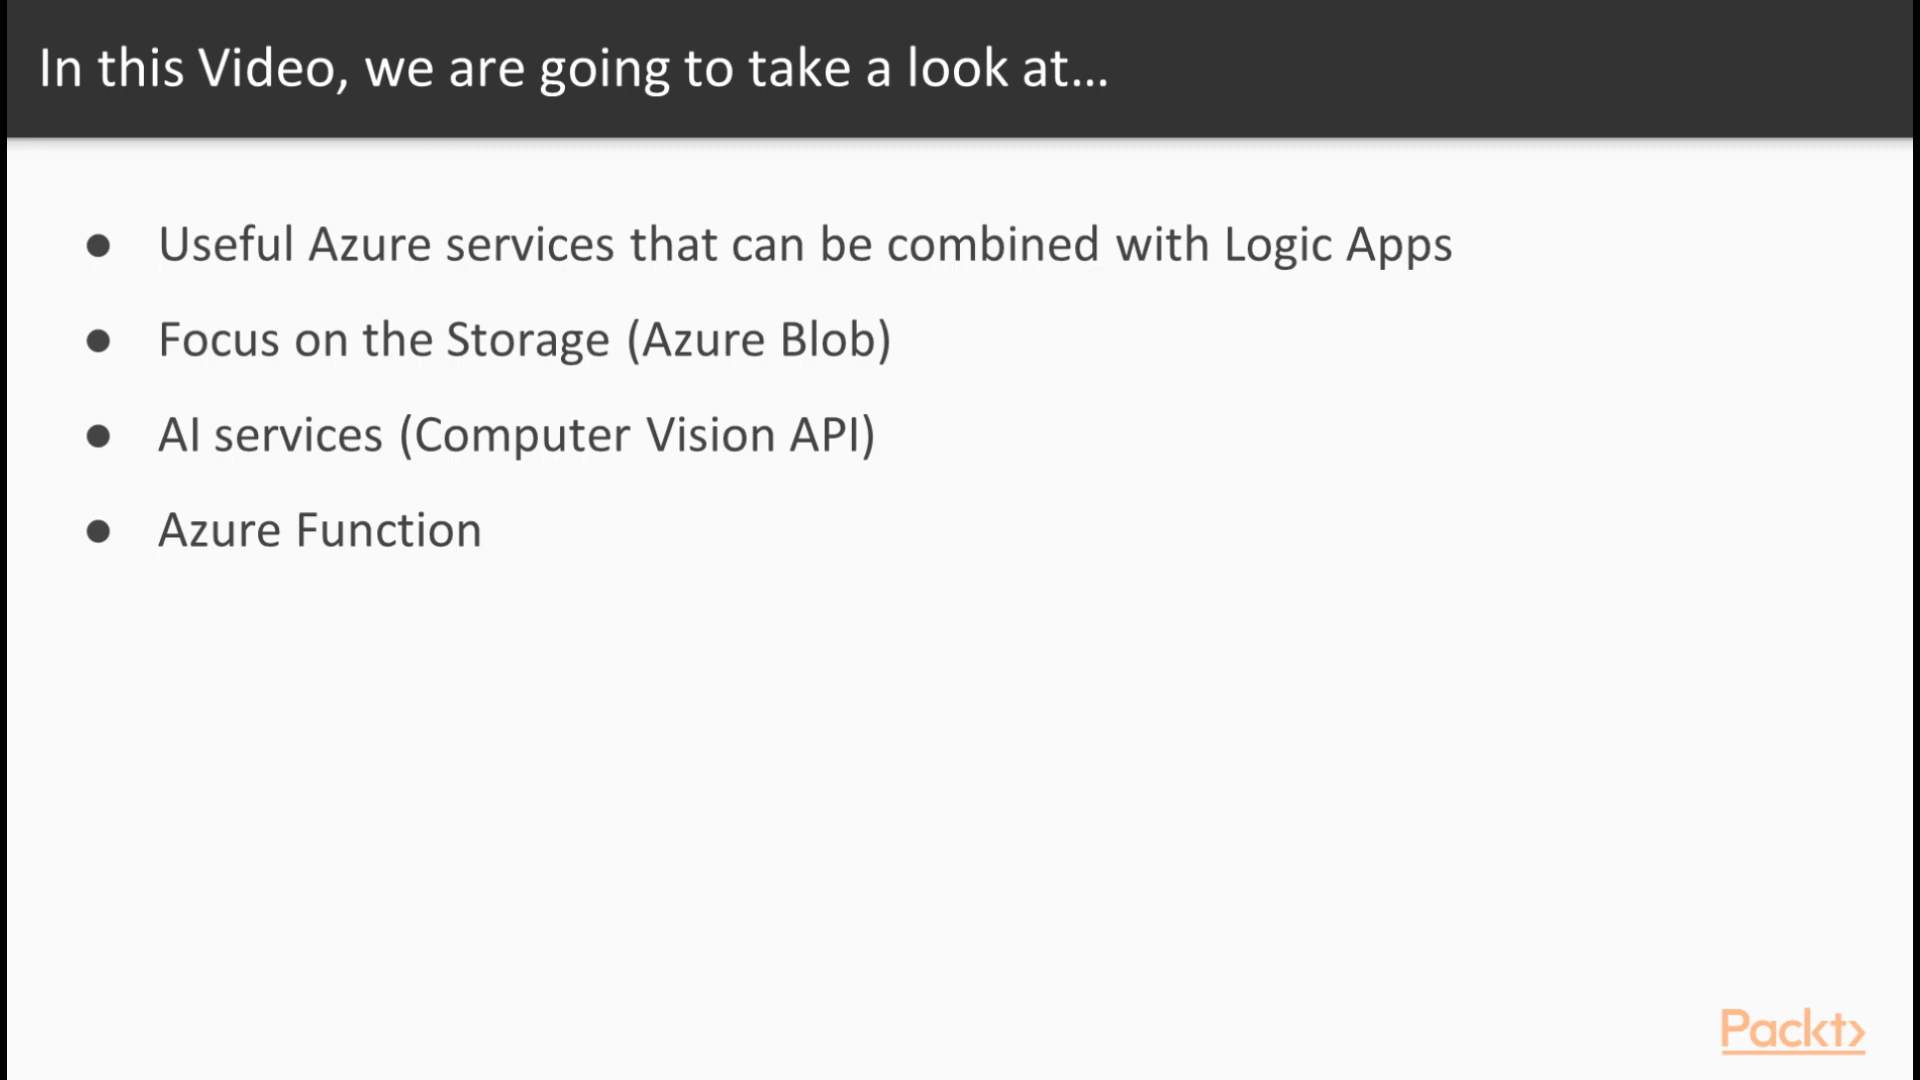 In this Video, we are going to take a look at...
● Useful Azure services that can be combined with Logic Apps
● Focus on the Storage (Azure Blob)
● AI services (Computer Vision API)
● Azure Function
Packt>